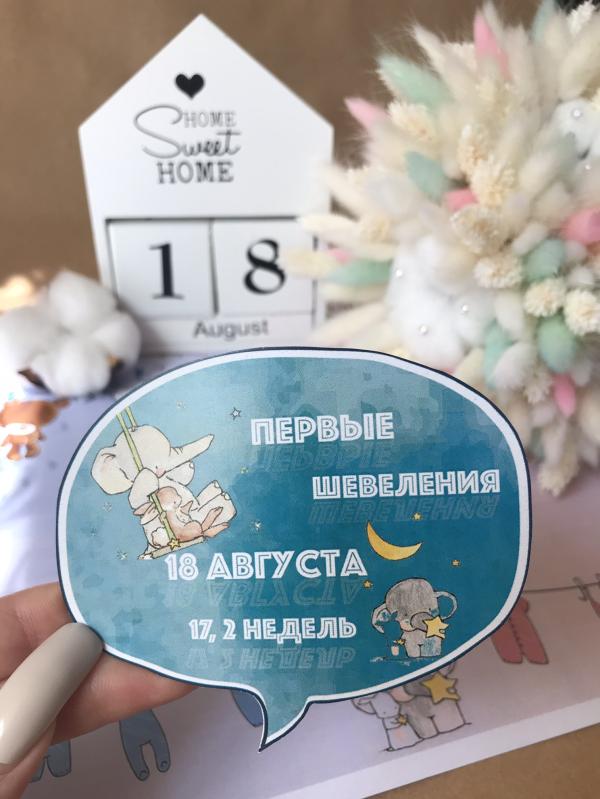 HOME
Sweet
HOME
18
August
ПЕРВЫЕ
ШЕВЕЛЕНИЯ
18 АВГУСТА
17, 2 НЕДЕЛЬ